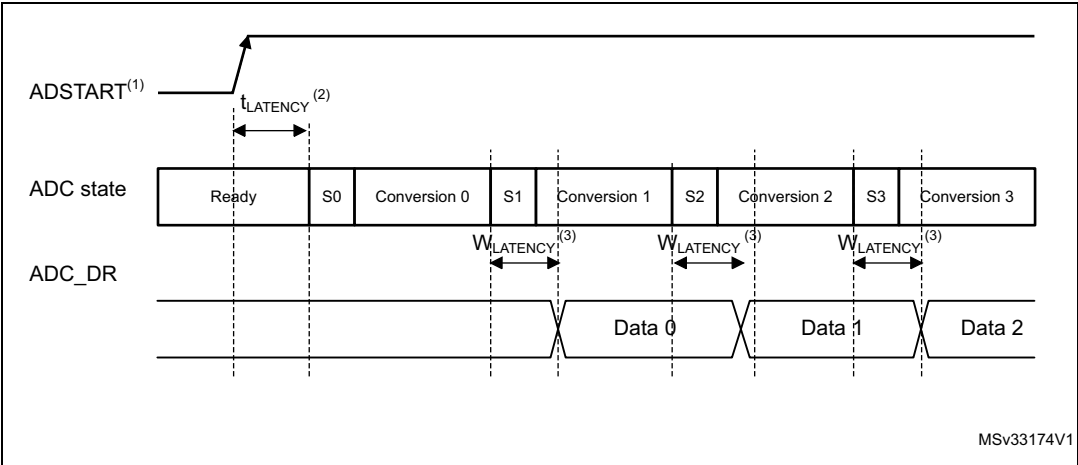 ADSTART(1)
tLATENCY (2)
ADC state
Ready S0 Conversion 0 S1 Conversion 1 S2 Conversion 2 S3 Conversion 3
WLATENCY (3) WLATENCY (3) WLATENCY (3)
ADC_DR
Data 0 Data 1 Data 2
MSv33174V1